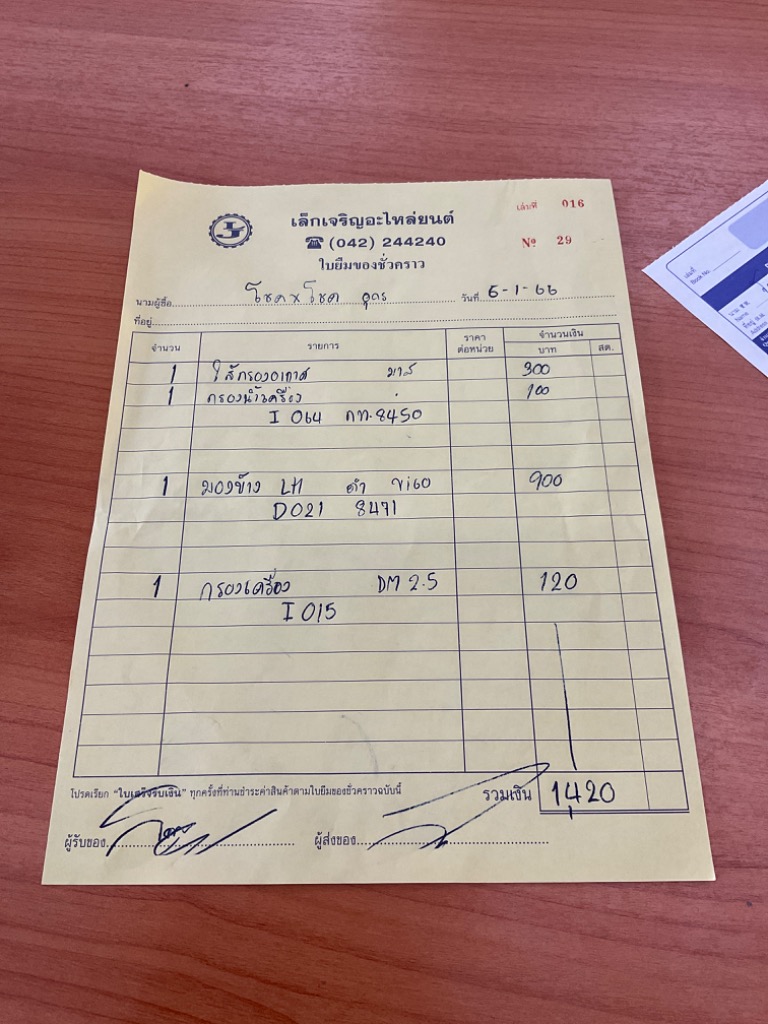 เล็กเจริญอะไหล่ยนต์
เล่มที่ 016
☎ (042) 244240
№ 29
ใบยืมของชั่วคราว
นามผู้ซื้อ โชค x โชค อุดร วันที่ 6-1-66
ที่อยู่
จำนวน รายการ ราคาต่อหน่วย จำนวนเงิน
บาท สต.
1 ไส้กรองอากาศ 300
1 กรองน้ำเครื่อง 100
I 064 กท.8450
1 มองข้าง LH ดำ Vigo 900
D021 8471
1 กรองเครื่อง DM 2.5 120
I 015
โปรดเรียก "ใบเสร็จรับเงิน" ทุกครั้งที่ท่านชำระค่าสินค้าตามใบยืมของชั่วคราวฉบับนี้
รวมเงิน 1420
ผู้รับของ ผู้ส่งของ
เล่มที่
Book No.
Name
Address